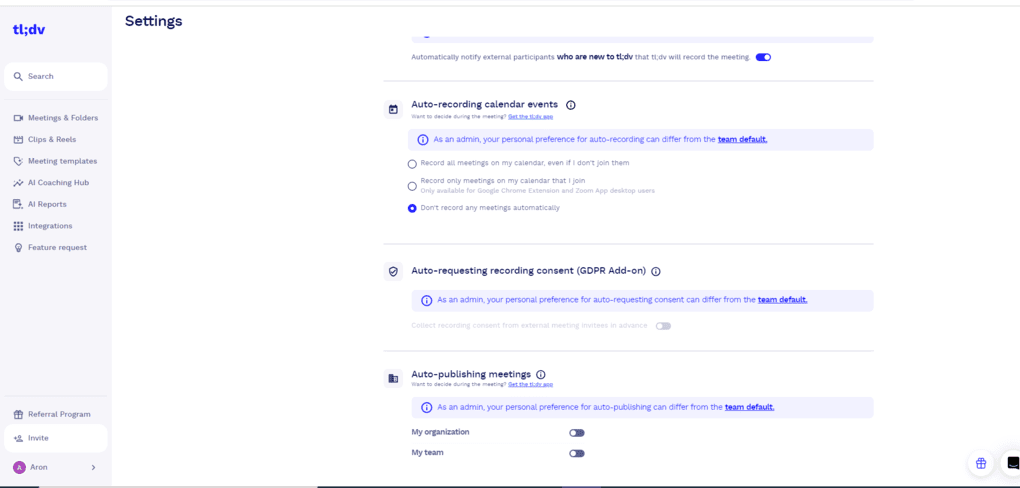 Settings
tl;dv
Search
Meetings & Folders
Clips & Reels
Meeting templates
AI Coaching Hub
AI Reports
Integrations
Feature request
Referral Program
Invite
A Aron
Automatically notify external participants who are new to tl;dv that tl;dv will record the meeting.
Auto-recording calendar events
Want to decide during the meeting? Get the tl;dv app
As an admin, your personal preference for auto-recording can differ from the team default.
Record all meetings on my calendar, even if I don't join them
Record only meetings on my calendar that I join
Only available for Google Chrome Extension and Zoom App desktop users
Don't record any meetings automatically
Auto-requesting recording consent (GDPR Add-on)
As an admin, your personal preference for auto-requesting consent can differ from the team default.
Collect recording consent from external meeting invitees in advance
Auto-publishing meetings
Want to decide during the meeting? Get the tl;dv app
As an admin, your personal preference for auto-publishing can differ from the team default.
My organization
My team